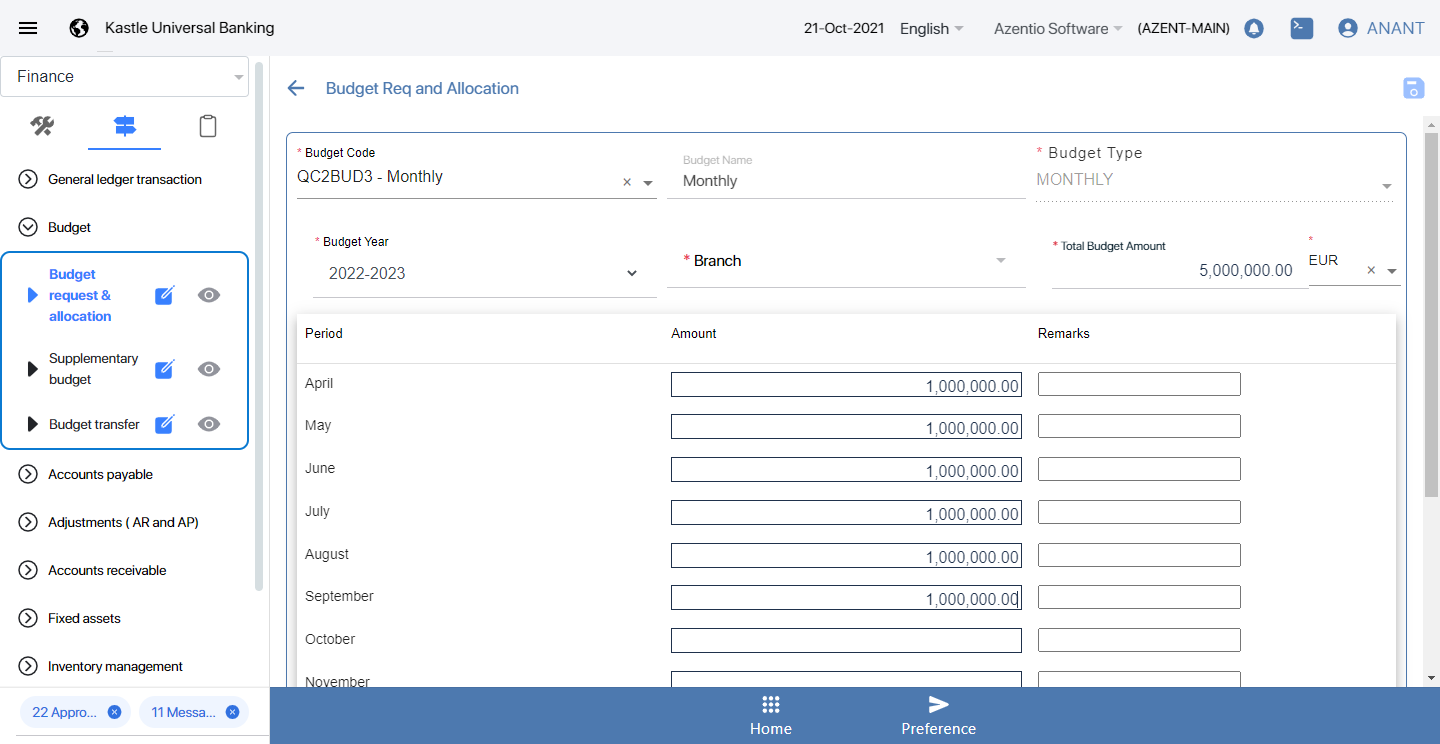 Kastle Universal Banking
21-Oct-2021
English
Azentio Software
(AZENT-MAIN)
ANANT
Finance
General ledger transaction
Budget
Budget
request &
allocation
Supplementary
budget
Budget transfer
Accounts payable
Adjustments ( AR and AP)
Accounts receivable
Fixed assets
Inventory management
22 Appro...
11 Messa...
Budget Req and Allocation
* Budget Code
QC2BUD3 - Monthly
Budget Name
Monthly
* Budget Type
MONTHLY
* Budget Year
2022-2023
* Branch
* Total Budget Amount
5,000,000.00
*
EUR
Period Amount Remarks
April 1,000,000.00
May 1,000,000.00
June 1,000,000.00
July 1,000,000.00
August 1,000,000.00
September 1,000,000.00
October
November
Home
Preference